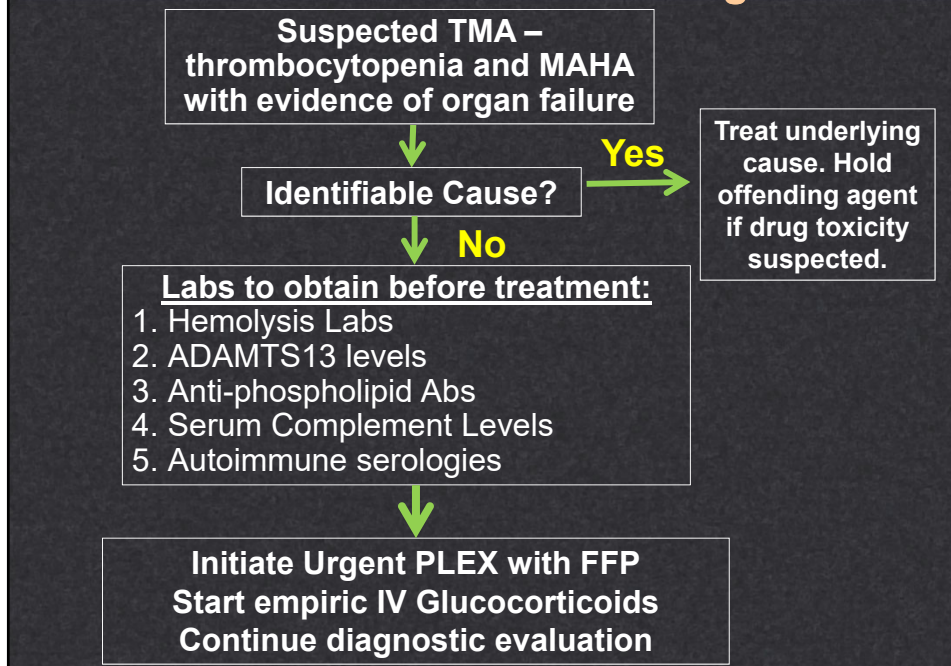 Suspected TMA –
thrombocytopenia and MAHA
with evidence of organ failure
Identifiable Cause?
Yes
Treat underlying
cause. Hold
offending agent
if drug toxicity
suspected.
No
Labs to obtain before treatment:
1. Hemolysis Labs
2. ADAMTS13 levels
3. Anti-phospholipid Abs
4. Serum Complement Levels
5. Autoimmune serologies
Initiate Urgent PLEX with FFP
Start empiric IV Glucocorticoids
Continue diagnostic evaluation